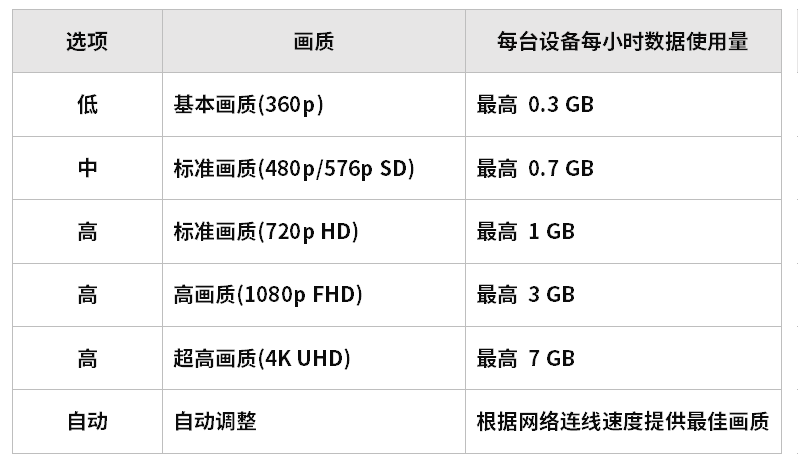 选项 画质 每台设备每小时数据使用量
低 基本画质(360p) 最高 0.3 GB
中 标准画质(480p/576p SD) 最高 0.7 GB
高 标准画质(720p HD) 最高 1 GB
高 高画质(1080p FHD) 最高 3 GB
高 超高画质(4K UHD) 最高 7 GB
自动 自动调整 根据网络连线速度提供最佳画质